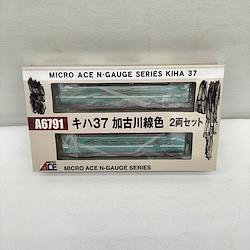 MICRO ACE N-GAUGE SERIES KIHA 37
A6791 キハ37 加古川線色 2両セット
ACE
MICRO ACE N-GAUGE SERIES